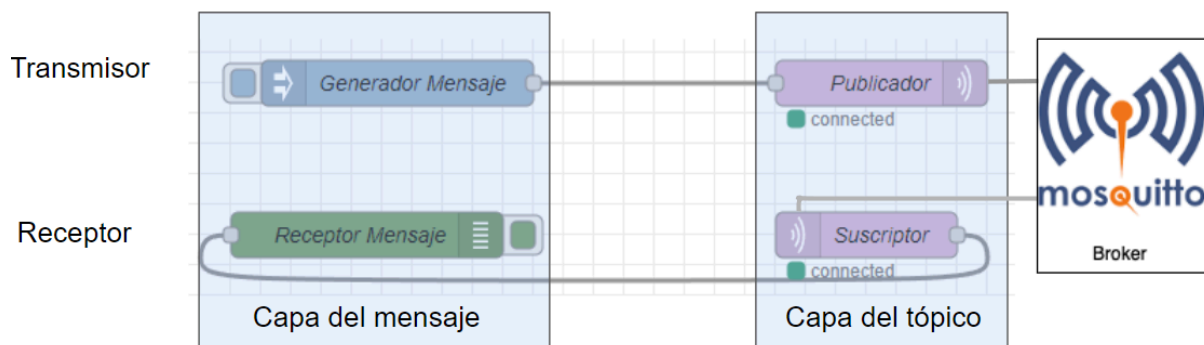 Transmisor
Generador Mensaje
Publicador
connected
mosquitto
Receptor
Receptor Mensaje
Suscriptor
connected
Broker
Capa del mensaje
Capa del tópico